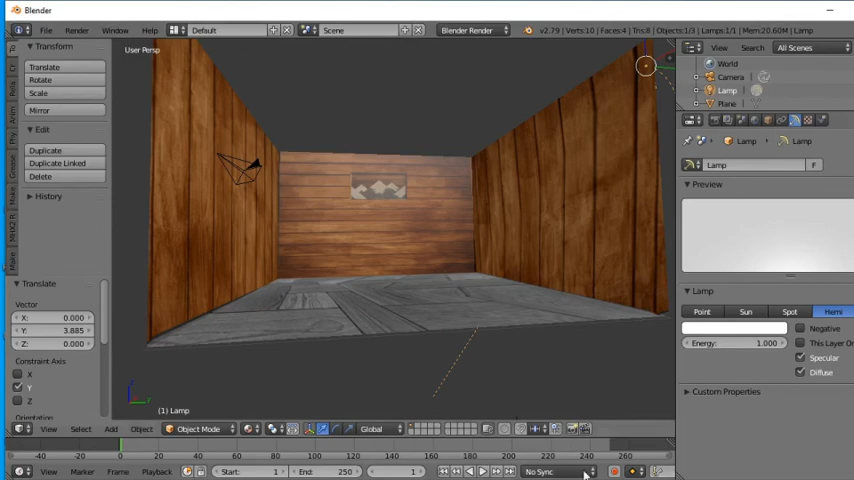 Blender
File Render Window Help Default Scene Blender Render v2.79 | Verts:10 | Faces:4 | Tris:8 | Objects:1/3 | Lamps:1/1 | Mem:20.60M | Lamp
Transform
User Persp
View Search All Scenes
Translate
World
Rotate
Camera
Scale
Lamp
Mirror
Plane
Edit
Lamp Lamp
Duplicate
Lamp F
Duplicate Linked
Delete
Preview
History
Translate
Vector
Lamp
X: 0.000
Point Sun Spot Hemi
Y: 3.885
Negative
Z: 0.000
Energy: 1.000 This Layer
Specular
Constraint Axis
Diffuse
X
Y
Custom Properties
Z
Orientation
(1) Lamp
View Select Add Object Object Mode Global
-40 -20 0 20 40 60 80 100 120 140 160 180 200 220 240 260
View Marker Frame Playback Start: 1 End: 250 1 No Sync